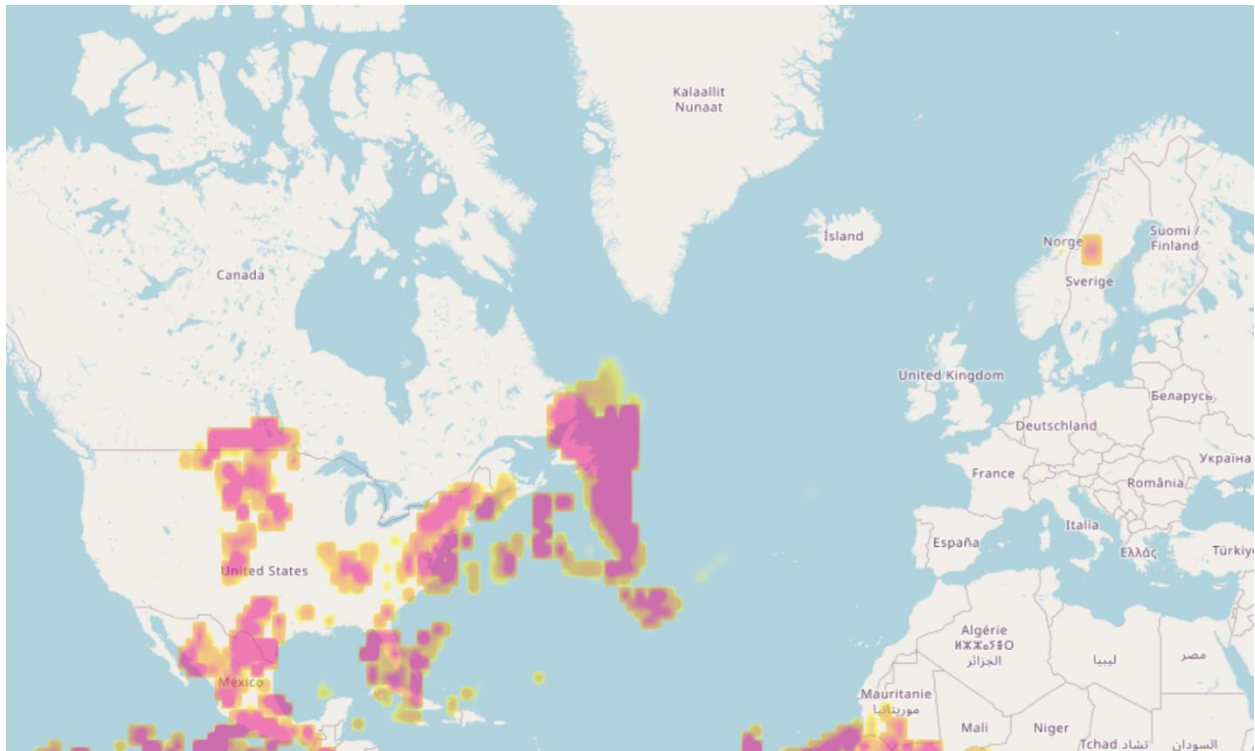 Kalaallit
Nunaat
Ísland
Norge
Suomi /
Finland
Sverige
Canada
United Kingdom
Беларусь
Deutschland
Україна
France
România
Italia
España
Ελλάς
Türkiye
United States
Algérie
ⵍⵣⵣⴰⵢⴻⵔ
الجزائر
ليبيا
مصر
México
Mauritanie
موريتانيا
Mali
Niger
Tchad تشاد
السودان